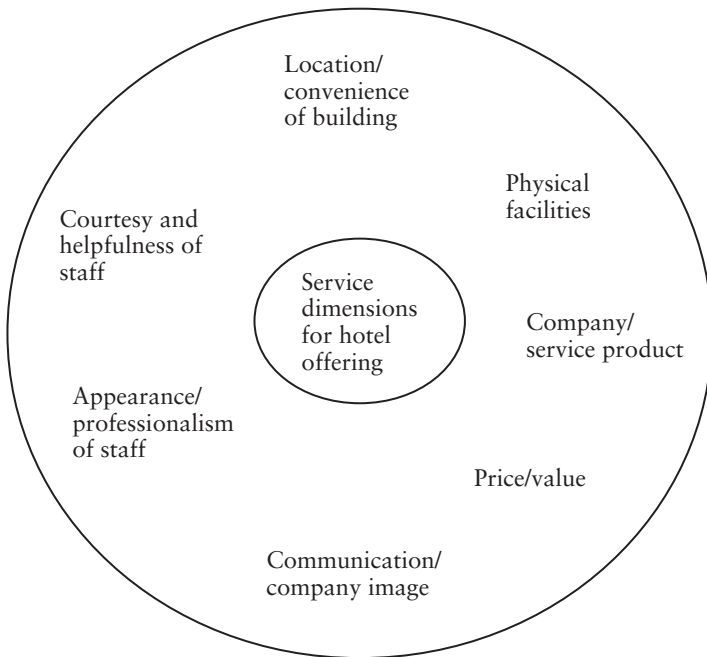 Location/
convenience
of building
Physical
facilities
Courtesy and
helpfulness of
staff
Service
dimensions
for hotel
offering
Company/
service product
Appearance/
professionalism
of staff
Price/value
Communication/
company image